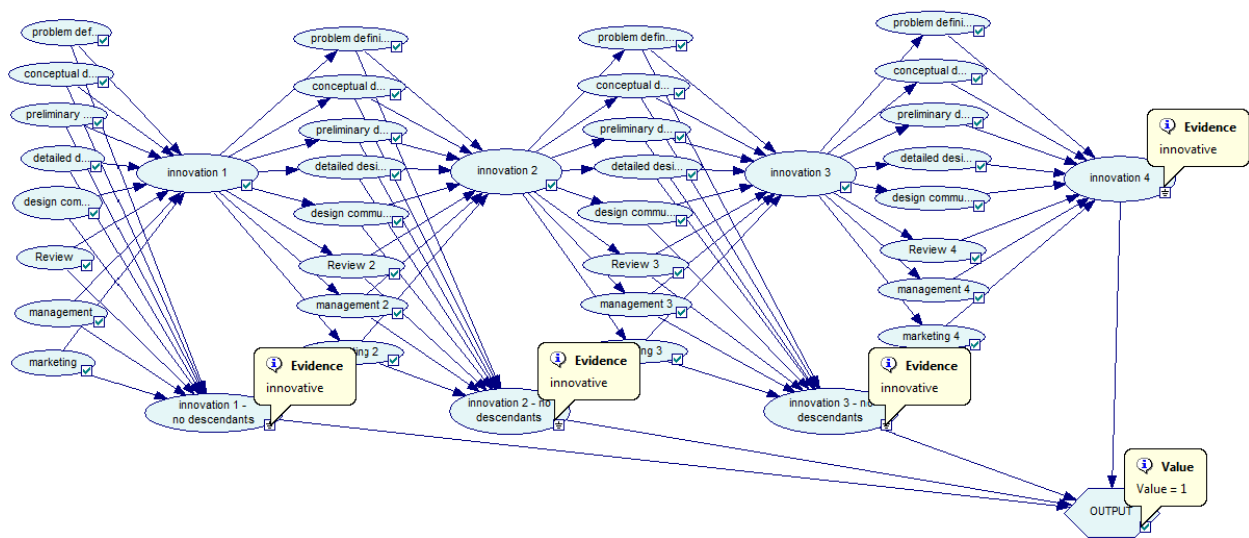 problem def...
conceptual d...
preliminary ...
detailed d...
design com...
Review
management
marketing
innovation 1
innovation 1 -
no descendants
Evidence
innovative
problem defini...
conceptual d...
preliminary d...
detailed desi...
design commu...
Review 2
management 2
ting 2
innovation 2
innovation 2 - no
descendants
Evidence
innovative
problem defin...
conceptual d...
preliminary d...
detailed desi...
design commu...
Review 3
management 3
ng 3
innovation 3
innovation 3 - no
descendants
Evidence
innovative
problem defini...
conceptual d...
preliminary d...
detailed desi...
design commu...
Review 4
management 4
marketing 4
innovation 4
Evidence
innovative
OUTPUT
Value
Value = 1